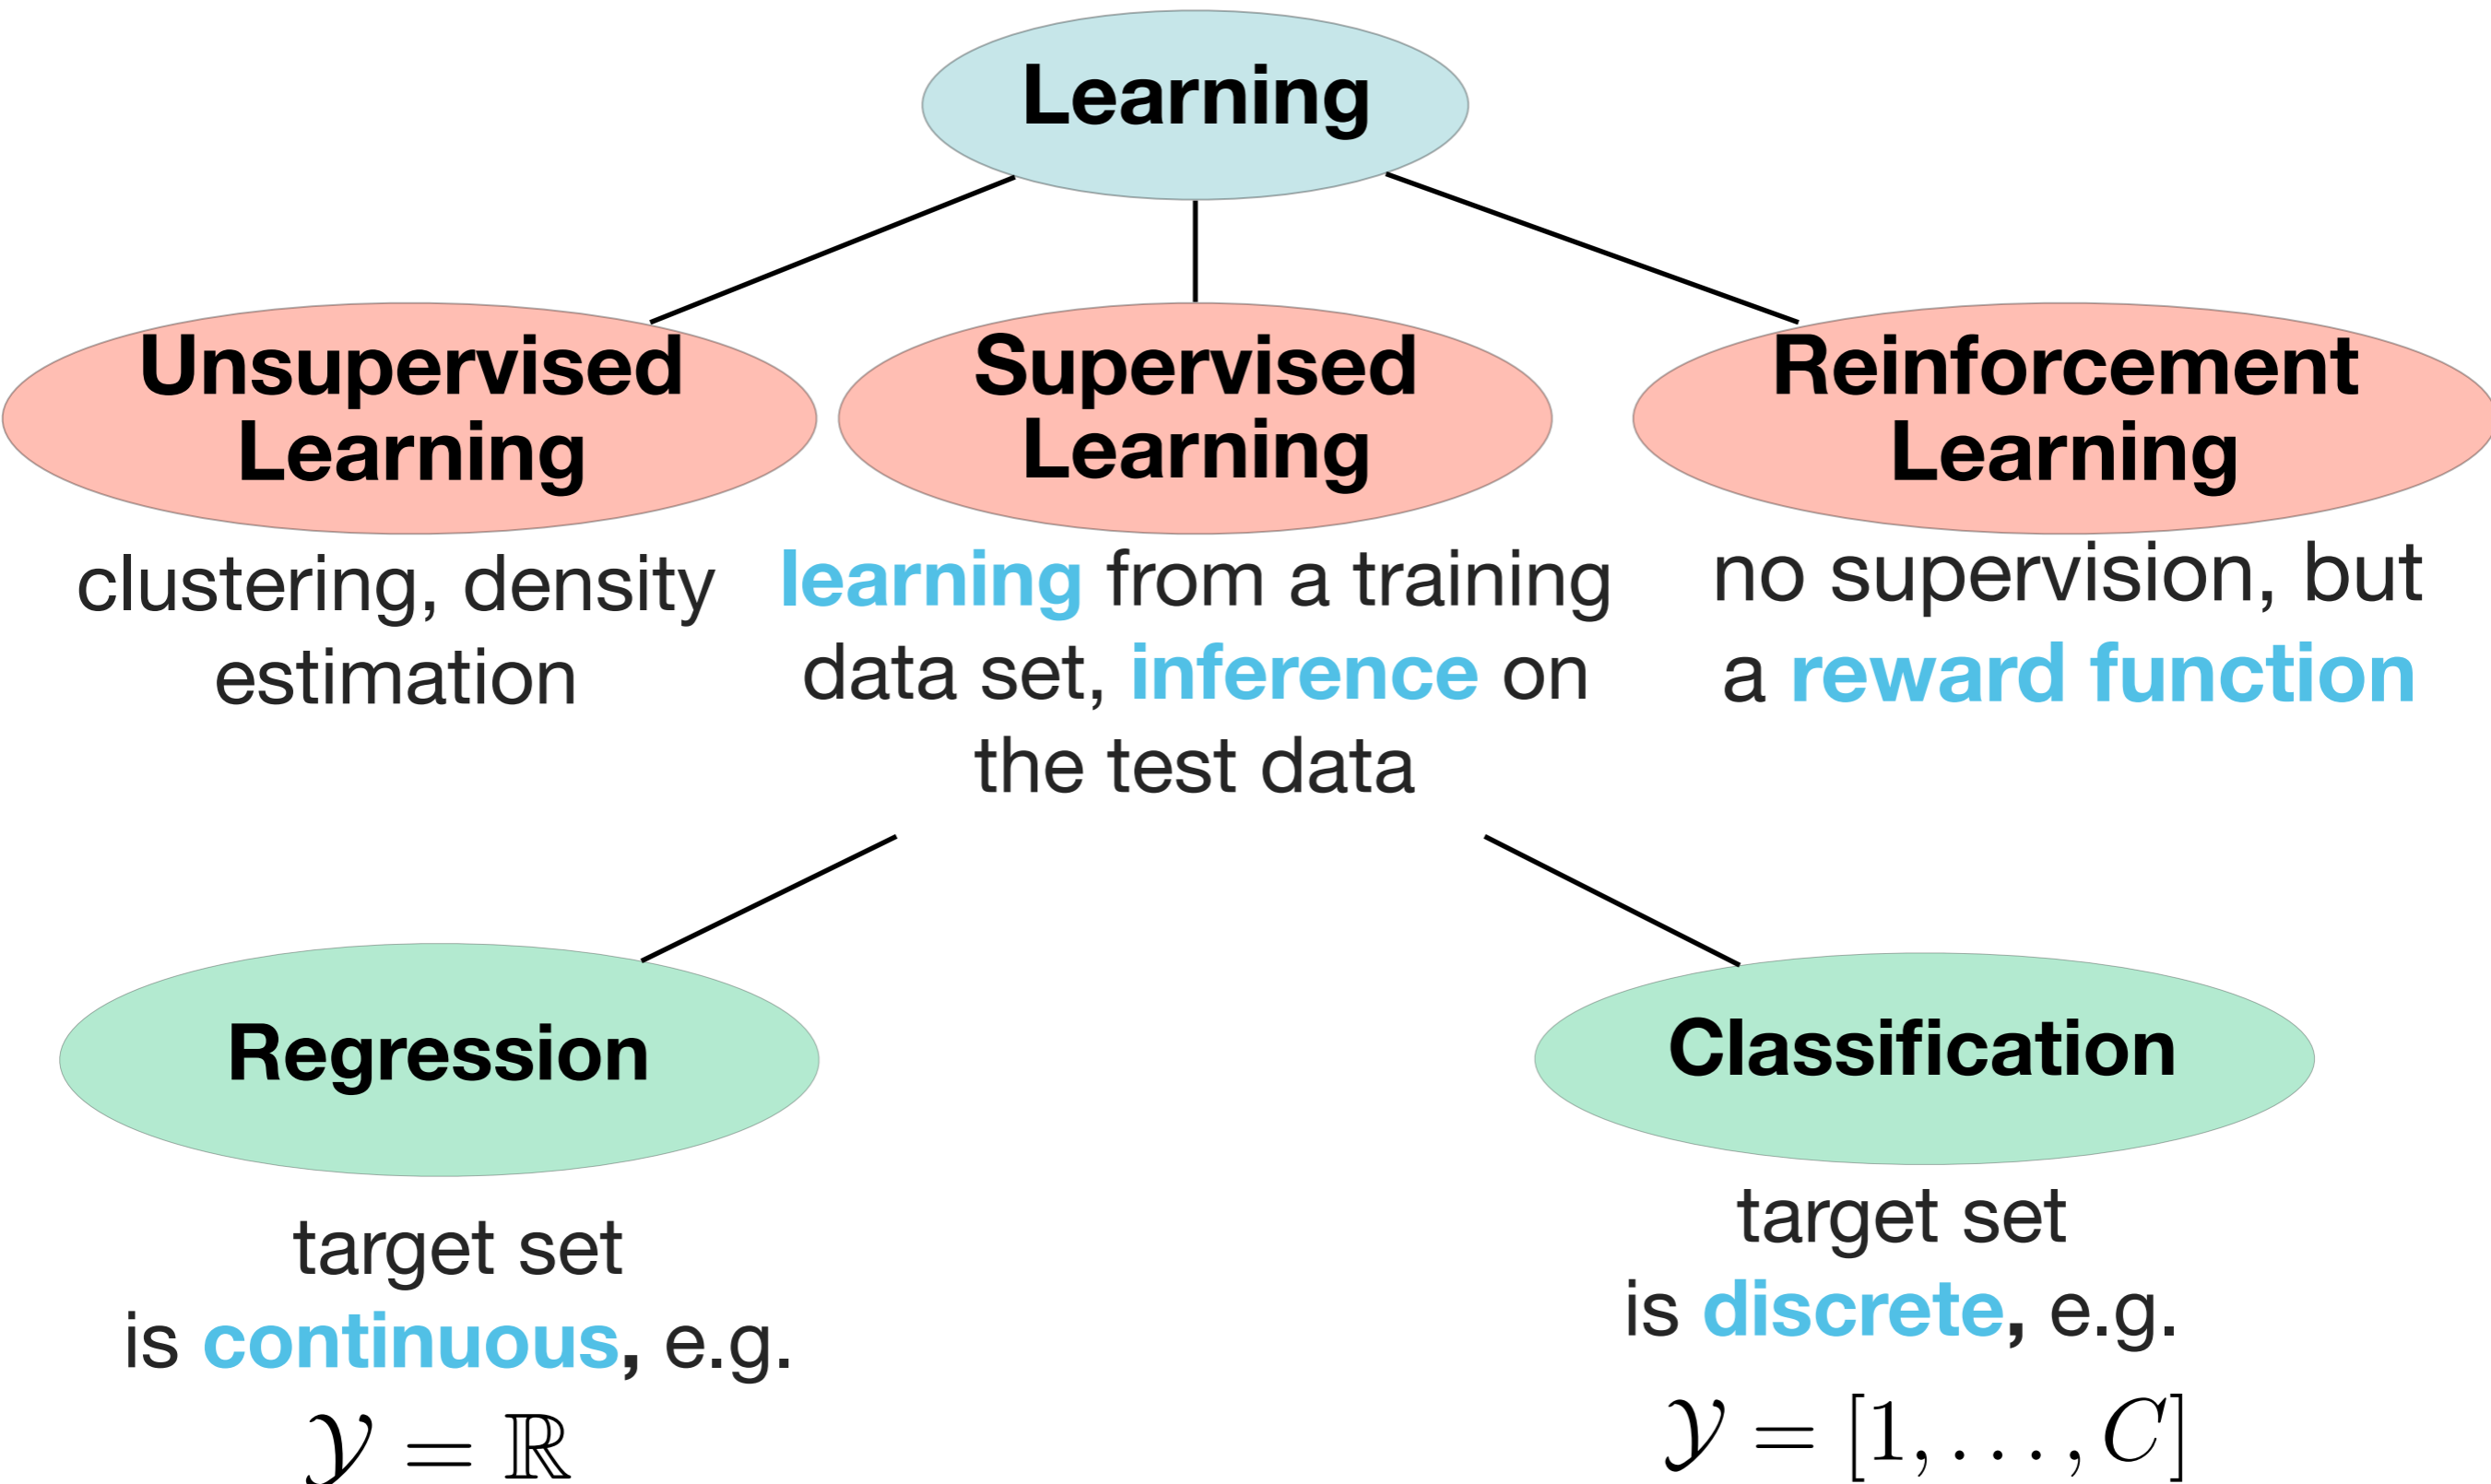 Learning
Unsupervised
Learning
Supervised
Learning
Reinforcement
Learning
clustering, density
estimation
learning from a training
data set, inference on
the test data
no supervision, but
a reward function
Regression
Classification
target set
is continuous, e.g.
𝒴 = ℝ
target set
is discrete, e.g.
𝒴 = [1, . . . , C]